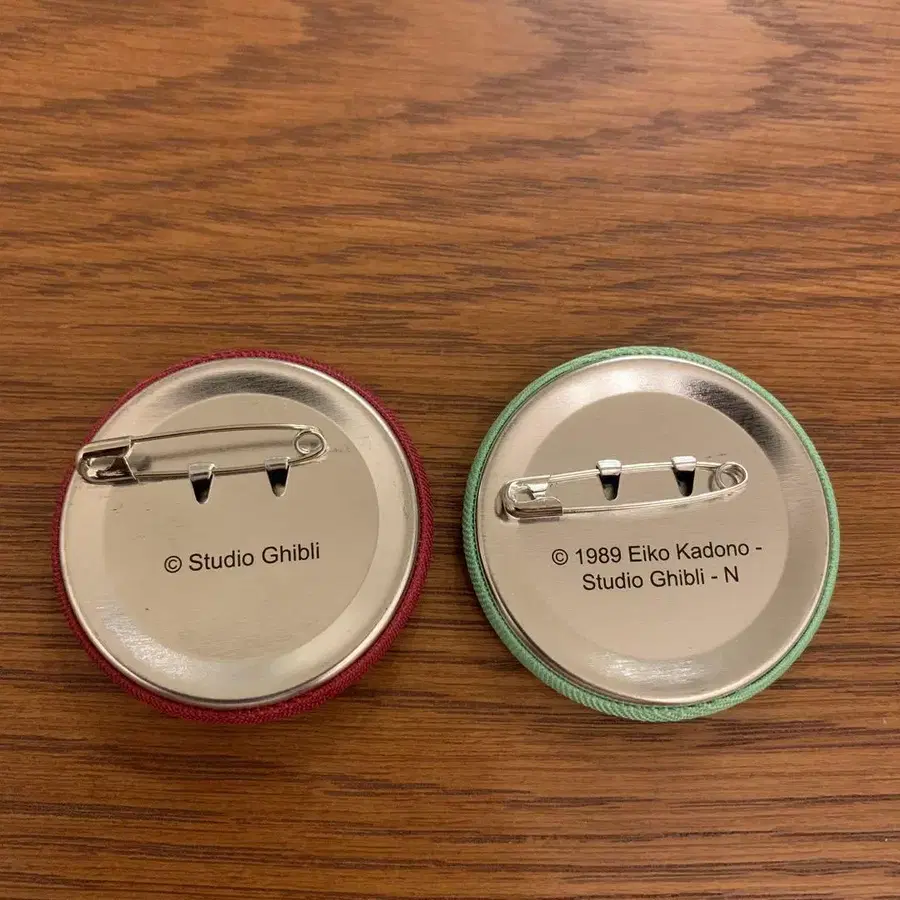 © Studio Ghibli
© 1989 Eiko Kadono -
Studio Ghibli - N